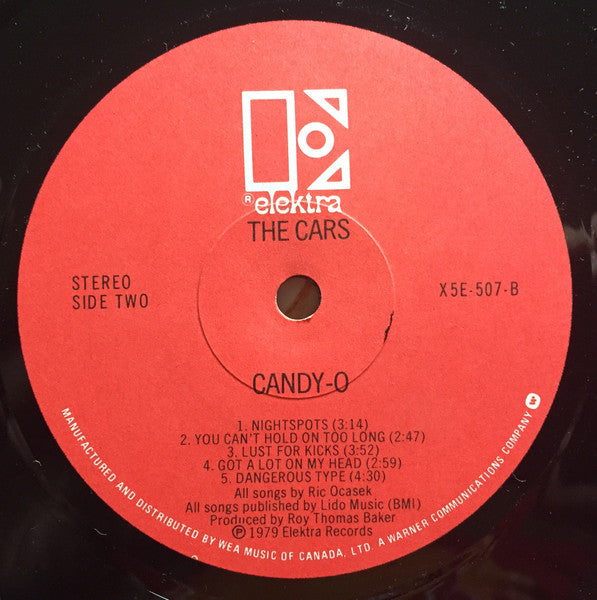 ® elektra
THE CARS
STEREO
SIDE TWO
X5E-507-B
CANDY-O
1. NIGHTSPOTS (3:14)
2. YOU CAN'T HOLD ON TOO LONG (2:47)
3. LUST FOR KICKS (3:52)
4. GOT A LOT ON MY HEAD (2:59)
5. DANGEROUS TYPE (4:30)
All songs by Ric Ocasek
All songs published by Lido Music (BMI)
Produced by Roy Thomas Baker
℗ 1979 Elektra Records
MANUFACTURED AND DISTRIBUTED BY WEA MUSIC OF CANADA, LTD. A WARNER COMMUNICATIONS COMPANY